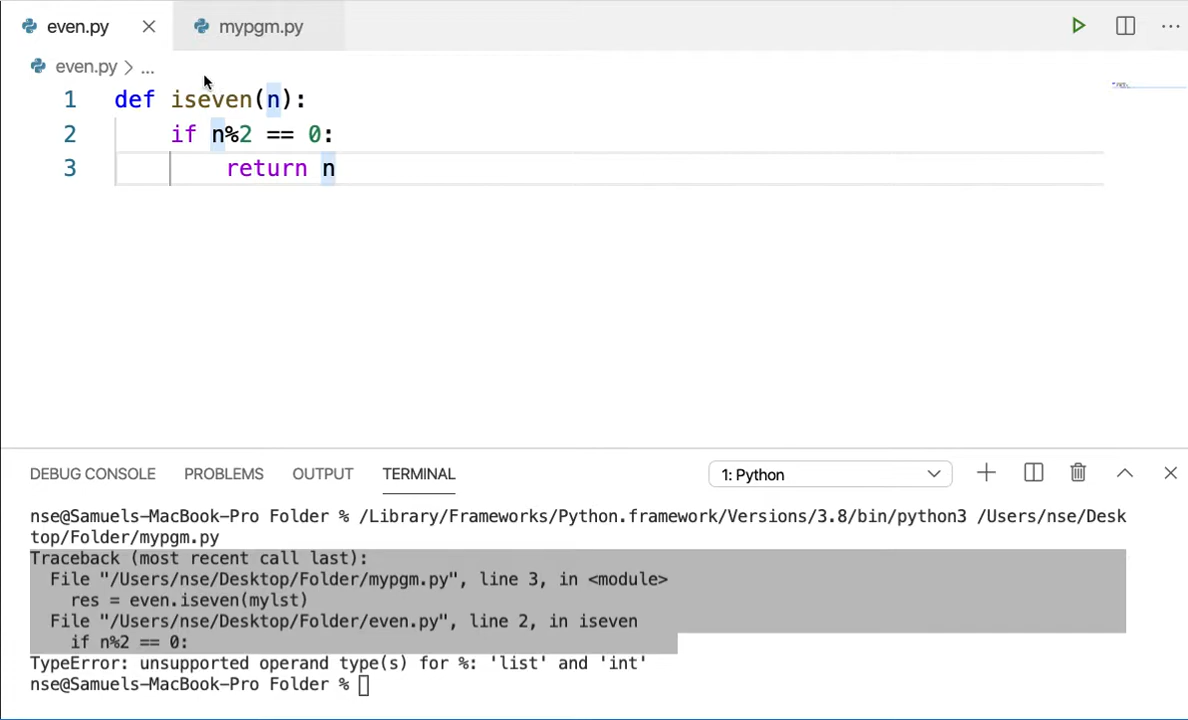 even.py mypgm.py
even.py > ...
1 def iseven(n):
2 if n%2 == 0:
3 return n
DEBUG CONSOLE PROBLEMS OUTPUT TERMINAL 1: Python
nse@Samuels-MacBook-Pro Folder % /Library/Frameworks/Python.framework/Versions/3.8/bin/python3 /Users/nse/Desk
top/Folder/mypgm.py
Traceback (most recent call last):
File "/Users/nse/Desktop/Folder/mypgm.py", line 3, in <module>
res = even.iseven(mylst)
File "/Users/nse/Desktop/Folder/even.py", line 2, in iseven
if n%2 == 0:
TypeError: unsupported operand type(s) for %: 'list' and 'int'
nse@Samuels-MacBook-Pro Folder %